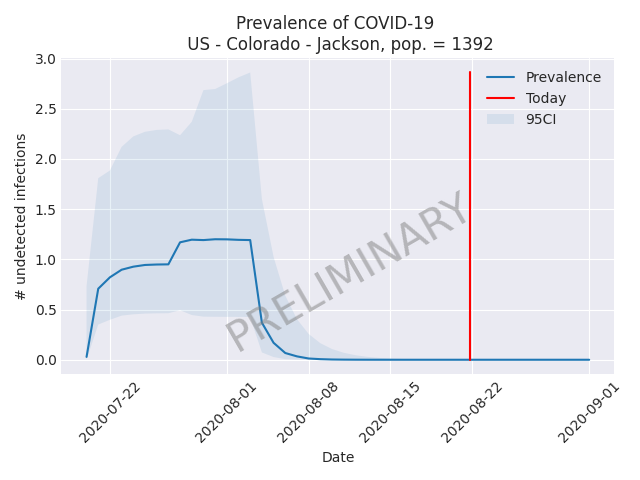 Prevalence of COVID-19
US - Colorado - Jackson, pop. = 1392
3.0
2.5
2.0
1.5
1.0
0.5
0.0
# undetected infections
Prevalence
Today
95CI
PRELIMINARY
2020-07-22
2020-08-01
2020-08-08
2020-08-15
2020-08-22
2020-09-01
Date